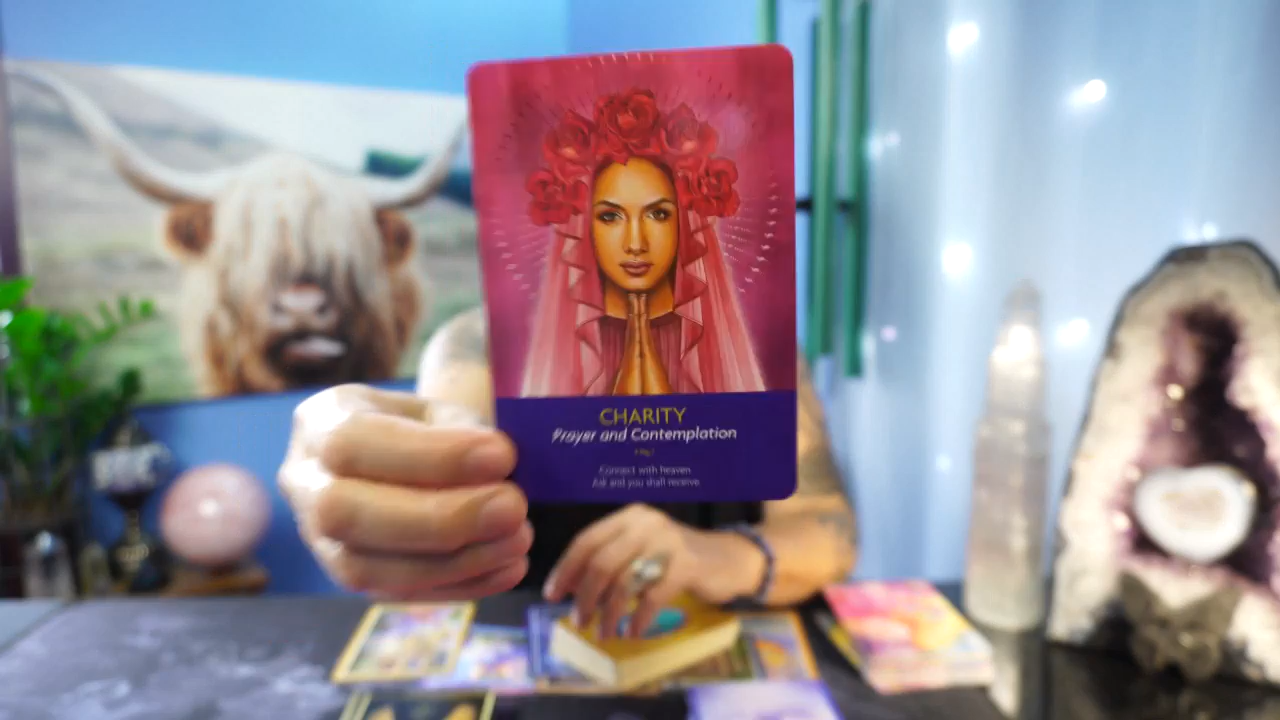 CHARITY
Prayer and Contemplation
Connect with heaven.
Ask and you shall receive.